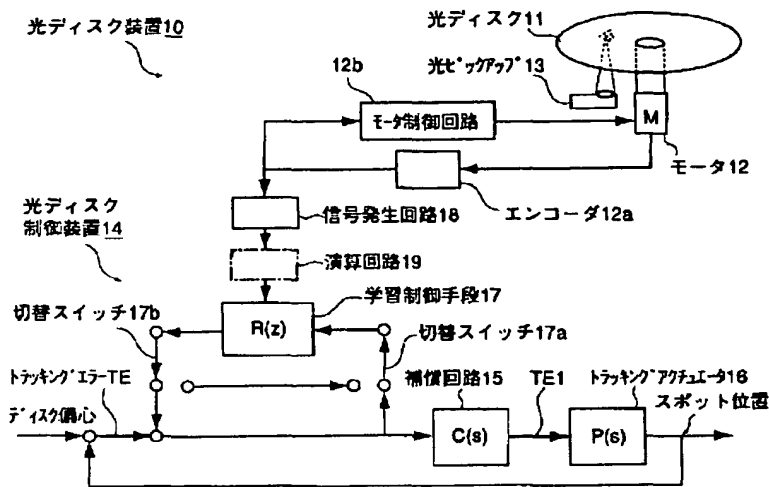 光ディスク装置10
光ディスク11
12b
光ピックアップ13
モータ制御回路
M
モータ12
光ディスク
制御装置14
信号発生回路18
エンコーダ12a
演算回路19
学習制御手段17
切替スイッチ17b
R(z)
切替スイッチ17a
トラッキングエラーTE
補償回路15
TE1
トラッキングアクチュエータ16
ディスク偏心
スポット位置
C(s)
P(s)